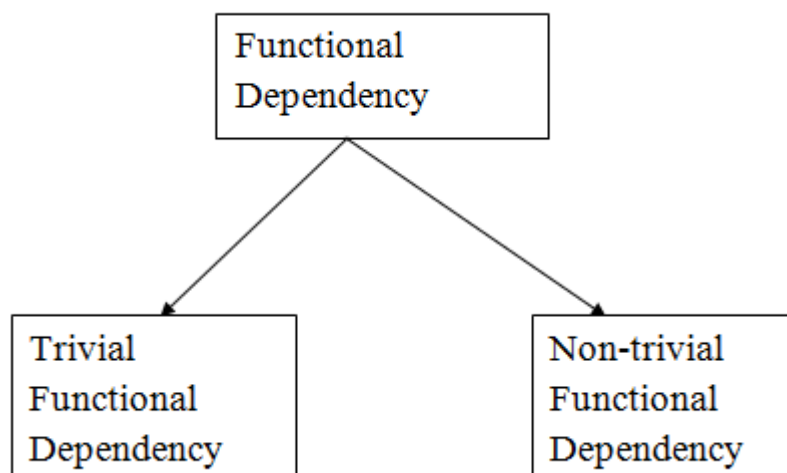 Functional
Dependency
Trivial
Functional
Dependency
Non-trivial
Functional
Dependency